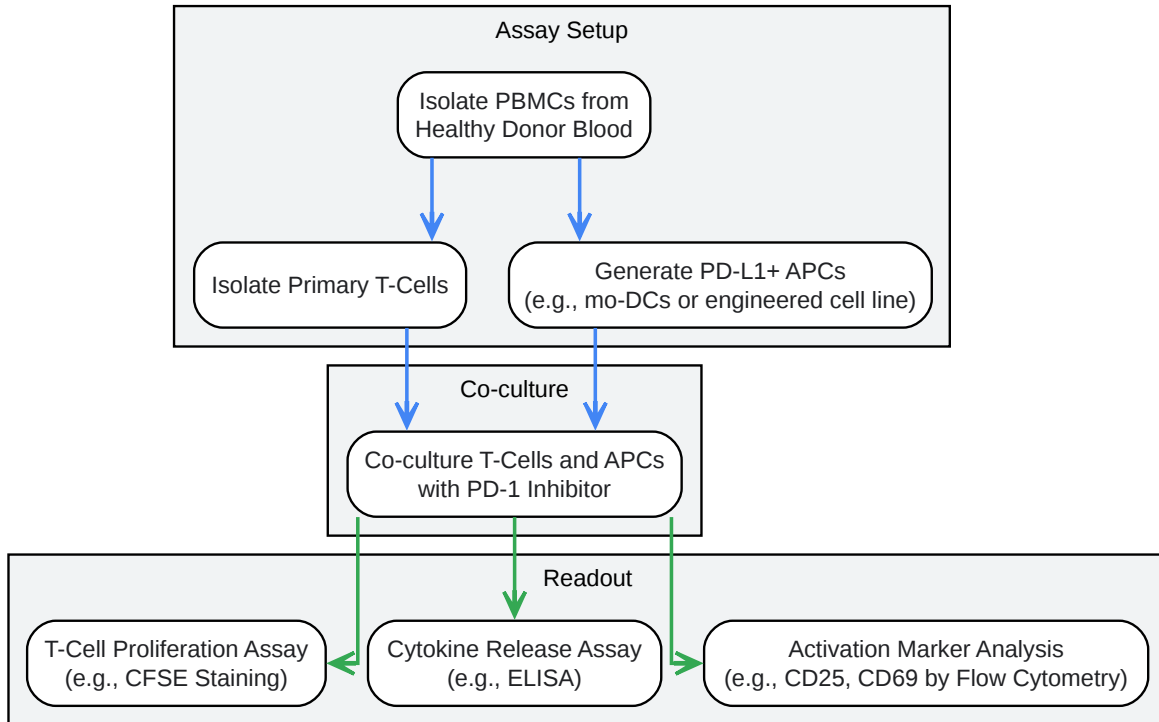 Assay Setup
Isolate PBMCs from
Healthy Donor Blood
Isolate Primary T-Cells
Generate PD-L1+ APCs
(e.g., mo-DCs or engineered cell line)
Co-culture
Co-culture T-Cells and APCs
with PD-1 Inhibitor
Readout
T-Cell Proliferation Assay
(e.g., CFSE Staining)
Cytokine Release Assay
(e.g., ELISA)
Activation Marker Analysis
(e.g., CD25, CD69 by Flow Cytometry)